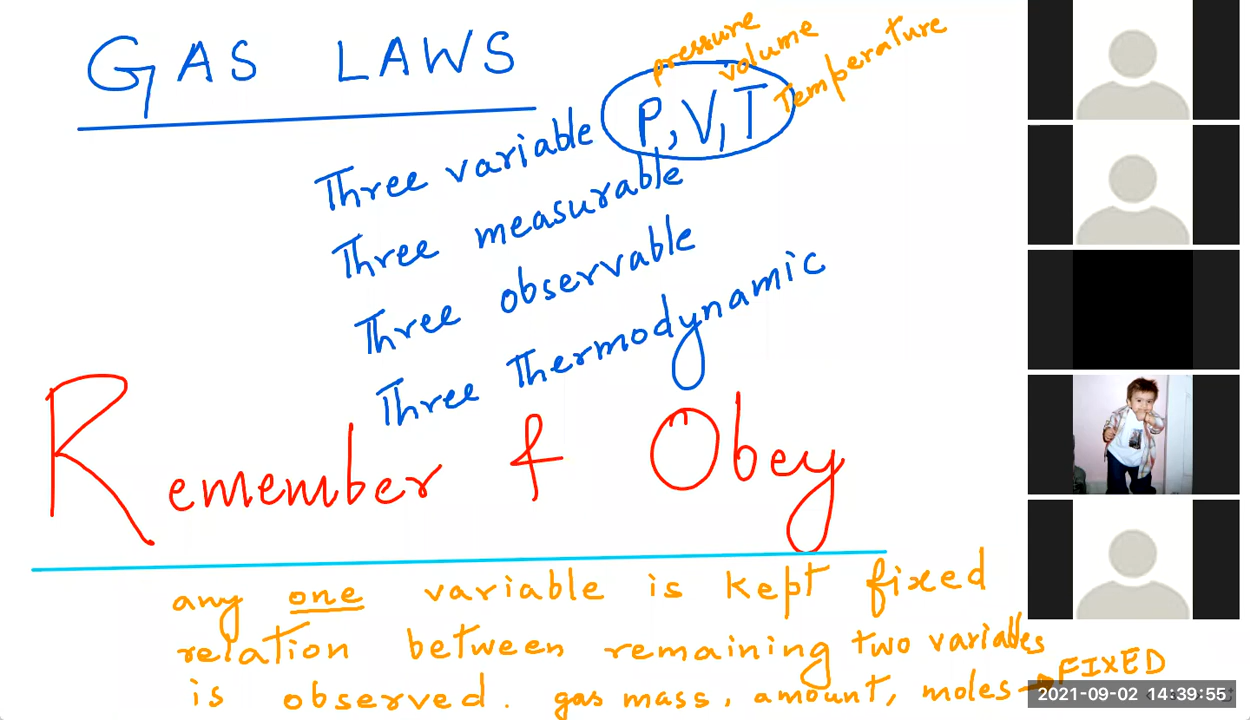 GAS LAWS
pressure
volume
Temperature
Three variable P, V, T
Three measurable
Three observable
Three Thermodynamic
Remember & Obey
any one variable is kept fixed
relation between remaining two variables
is observed. gas mass, amount, moles → FIXED
2021-09-02 14:39:55